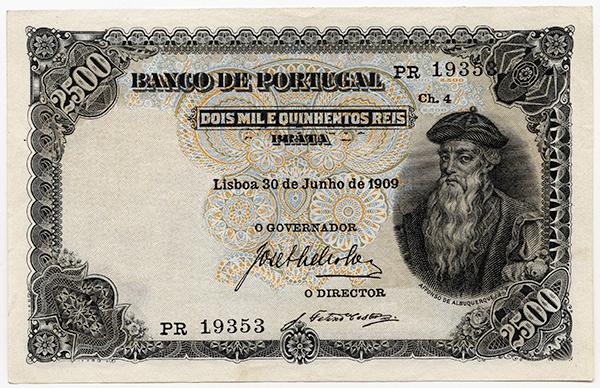 2500
BANCO DE PORTUGAL
PR 19353
Ch. 4
DOIS MIL E QUINHENTOS REIS
PRATA
Lisboa 30 de Junho de 1909
O GOVERNADOR
O DIRECTOR
AFFONSO DE ALBUQUERQUE
PR 19353
2500
2500